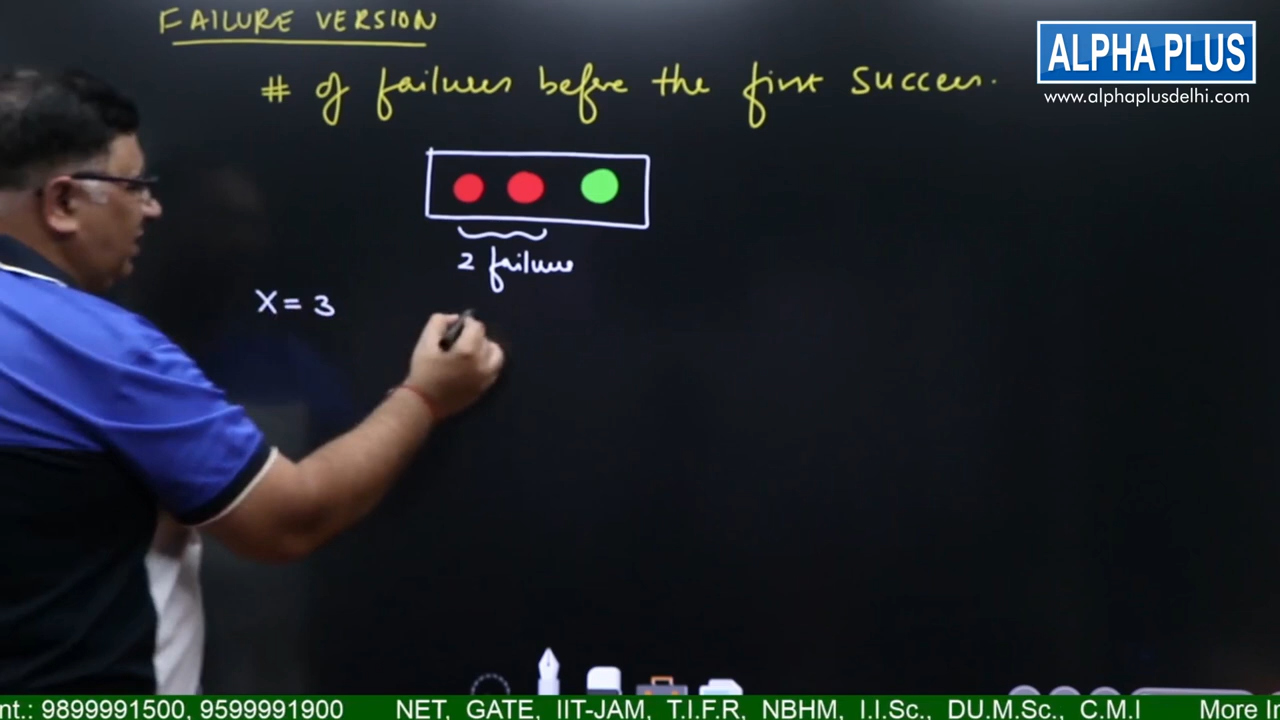 FAILURE VERSION
# of failures before the first success.
2 failure
X = 3
ALPHA PLUS
www.alphaplusdelhi.com
nt.: 9899991500, 9599991900 NET, GATE, IIT-JAM, T.I.F.R, NBHM, I.I.Sc., DU.M.Sc., C.M.I More In